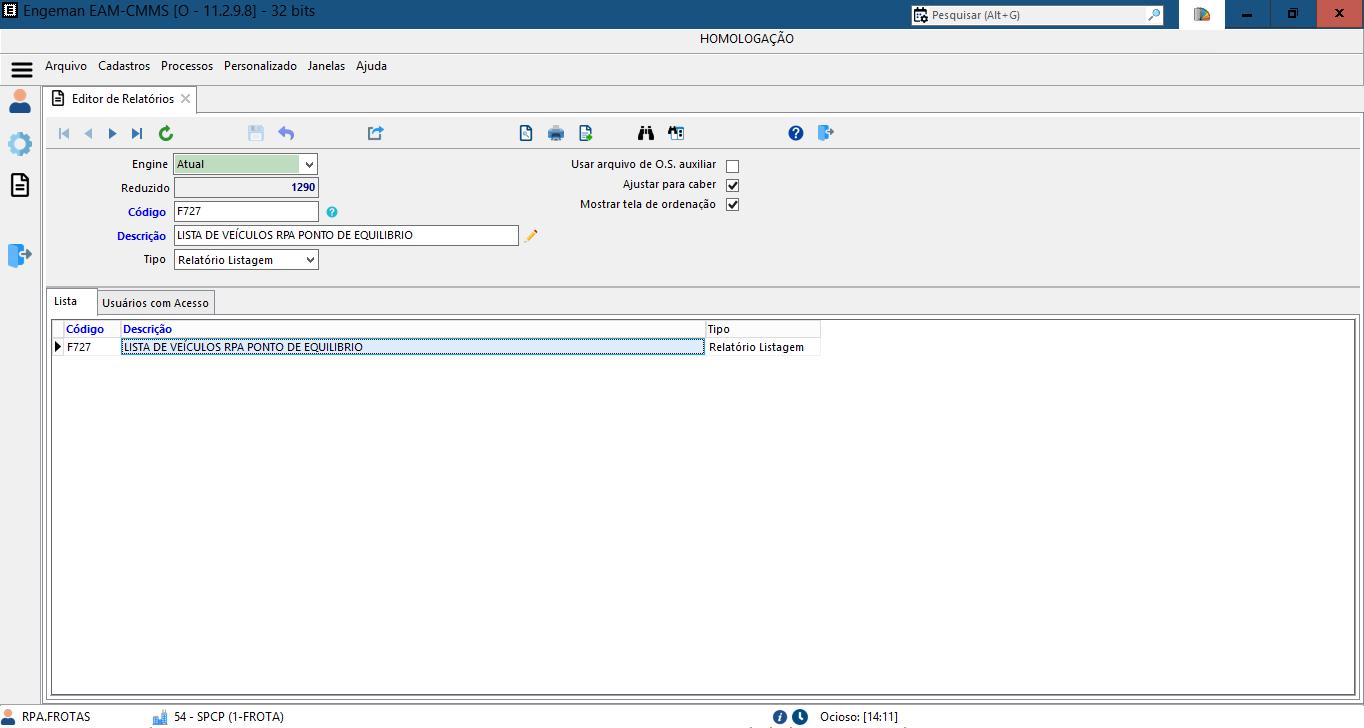 Engeman EAM-CMMS [O - 11.2.9.8] - 32 bits
Pesquisar (Alt+G)
HOMOLOGAÇÃO
Arquivo Cadastros Processos Personalizado Janelas Ajuda
Editor de Relatórios
Engine Atual
Usar arquivo de O.S. auxiliar
Reduzido 1290
Ajustar para caber
Código F727
Mostrar tela de ordenação
Descrição LISTA DE VEÍCULOS RPA PONTO DE EQUILIBRIO
Tipo Relatório Listagem
Lista Usuários com Acesso
Código Descrição Tipo
F727 LISTA DE VEÍCULOS RPA PONTO DE EQUILIBRIO Relatório Listagem
RPA.FROTAS 54 - SPCP (1-FROTA) Ocioso: [14:11]